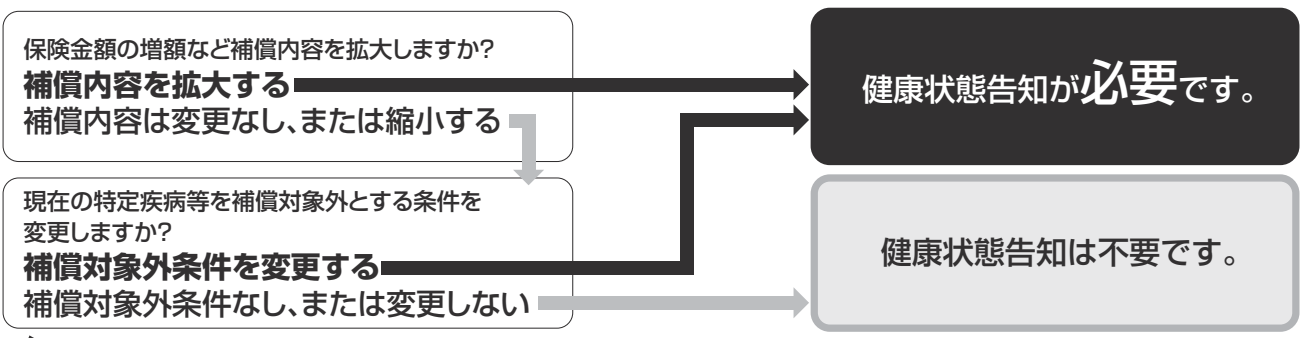 保険金額の増額など補償内容を拡大しますか?
補償内容を拡大する
補償内容は変更なし、または縮小する
健康状態告知が必要です。
現在の特定疾病等を補償対象外とする条件を
変更しますか?
補償対象外条件を変更する
補償対象外条件なし、または変更しない
健康状態告知は不要です。